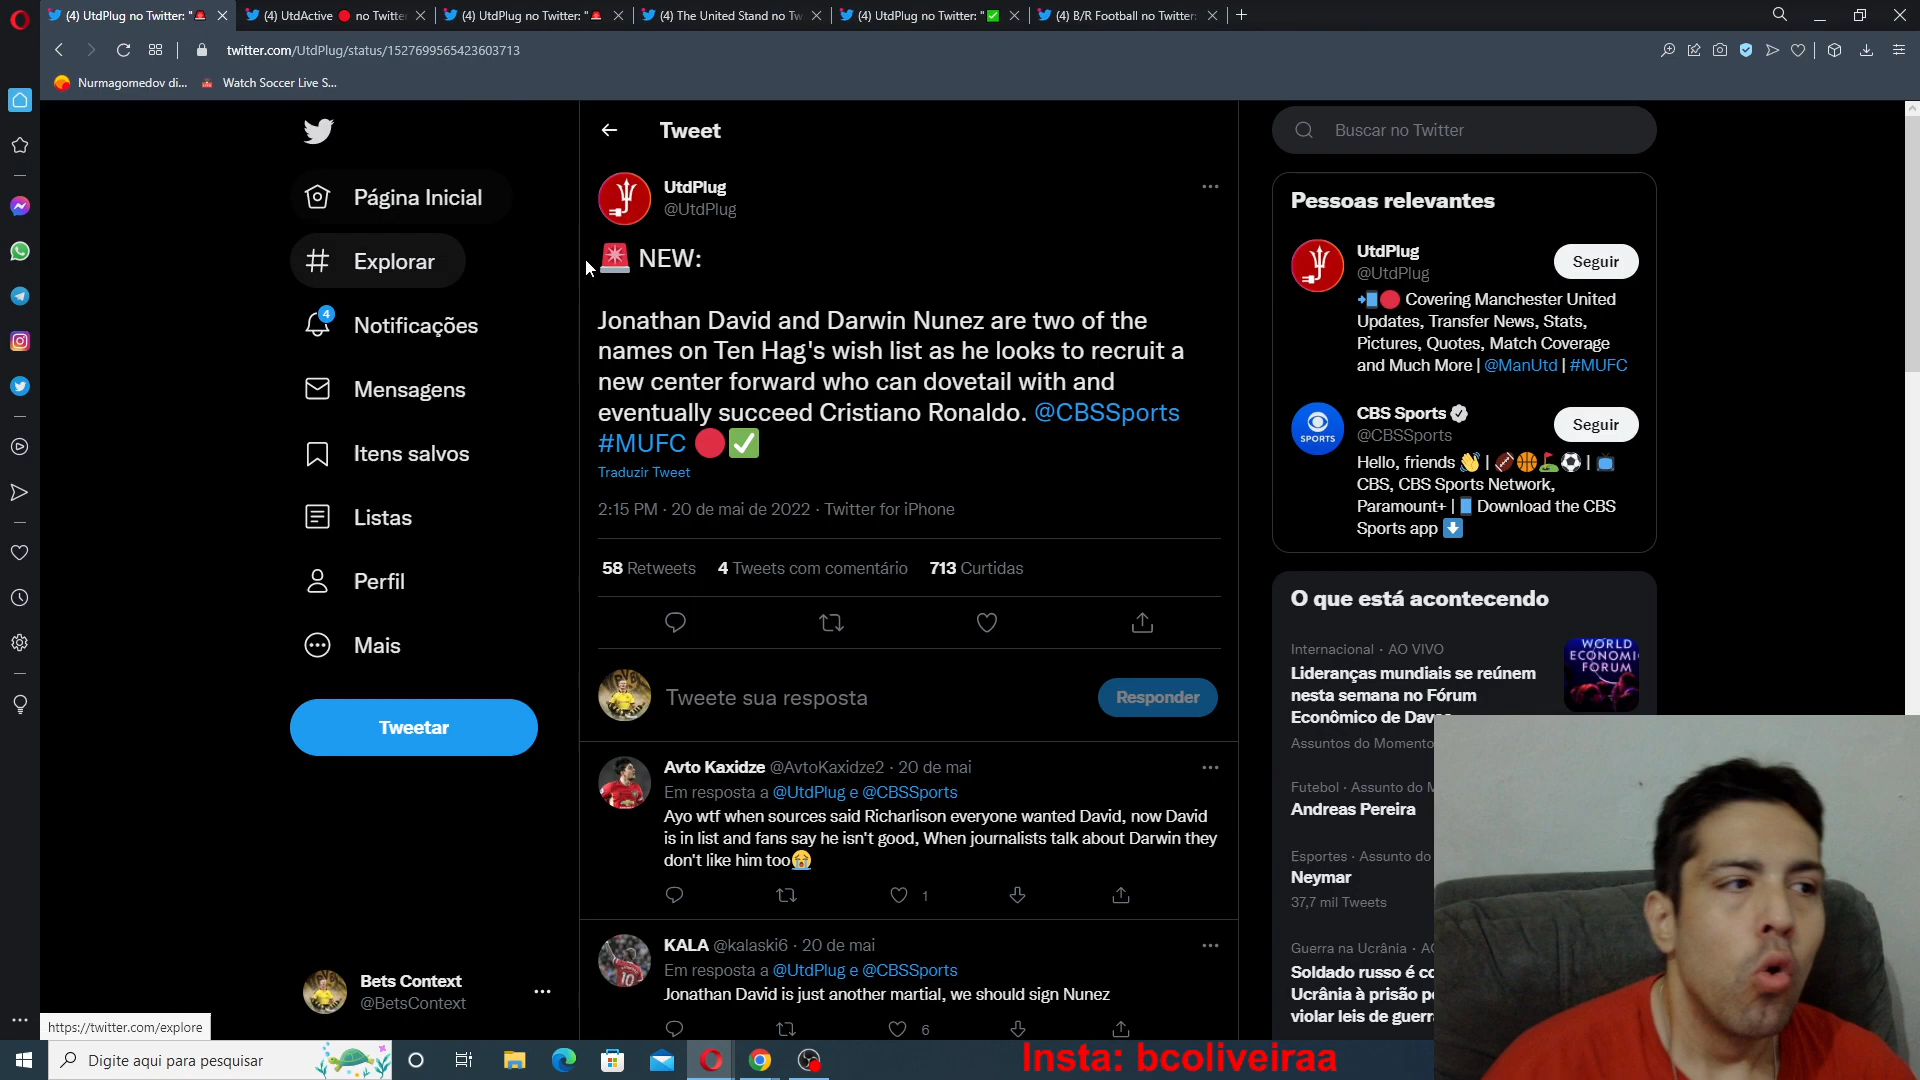 (4) UtdPlug no Twitter: "🚨
(4) UtdActive 🔴 no Twitte
(4) UtdPlug no Twitter: "🚨
(4) The United Stand no Tw
(4) UtdPlug no Twitter: "✅
(4) B/R Football no Twitter:
twitter.com/UtdPlug/status/1527699565423603713
Nurmagomedov di...
Watch Soccer Live S...
Página Inicial
Explorar
4
Notificações
Mensagens
Itens salvos
Listas
Perfil
Mais
Tweetar
Bets Context
@BetsContext
https://twitter.com/explore
Tweet
UtdPlug
@UtdPlug
🚨 NEW:
Jonathan David and Darwin Nunez are two of the
names on Ten Hag's wish list as he looks to recruit a
new center forward who can dovetail with and
eventually succeed Cristiano Ronaldo. @CBSSports
#MUFC 🔴✅
Traduzir Tweet
2:15 PM · 20 de mai de 2022 · Twitter for iPhone
58 Retweets 4 Tweets com comentário 713 Curtidas
Tweete sua resposta
Responder
Avto Kaxidze @AvtoKaxidze2 · 20 de mai
Em resposta a @UtdPlug e @CBSSports
Ayo wtf when sources said Richarlison everyone wanted David, now David
is in list and fans say he isn't good, When journalists talk about Darwin they
don't like him too😭
1
KALA @kalaski6 · 20 de mai
Em resposta a @UtdPlug e @CBSSports
Jonathan David is just another martial, we should sign Nunez
6
Buscar no Twitter
Pessoas relevantes
UtdPlug
@UtdPlug
Seguir
📲🔴 Covering Manchester United
Updates, Transfer News, Stats,
Pictures, Quotes, Match Coverage
and Much More | @ManUtd | #MUFC
CBS Sports
@CBSSports
Seguir
SPORTS
Hello, friends 👋 | 🏈🏀⛳⚽ | 📺
CBS, CBS Sports Network,
Paramount+ | 📱 Download the CBS
Sports app ⬇️
O que está acontecendo
Internacional · AO VIVO
Lideranças mundiais se reúnem
nesta semana no Fórum
Econômico de Davo
WORLD
ECONOMI
FORUM
Assuntos do Momento
Futebol · Assunto do M
Andreas Pereira
Esportes · Assunto do
Neymar
37,7 mil Tweets
Guerra na Ucrânia · AO
Soldado russo é co
Ucrânia à prisão pe
violar leis de guerra
Digite aqui para pesquisar
Insta: bcoliveiraa